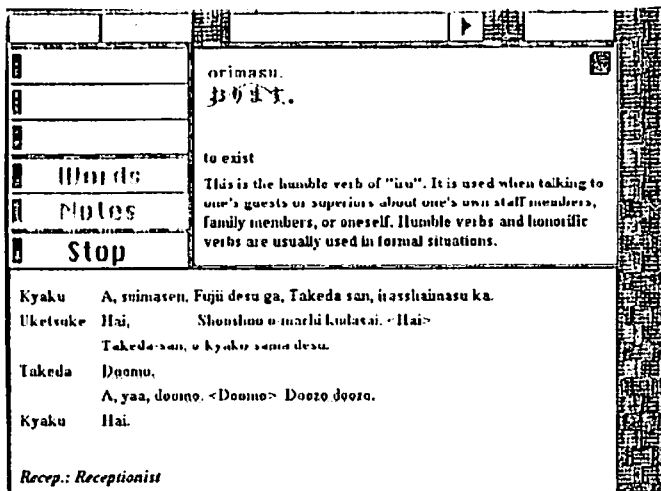 orimasu.
おります。
to exist
This is the humble verb of "iru". It is used when talking to
one's guests or superiors about one's own staff members,
family members, or oneself. Humble verbs and honorific
verbs are usually used in formal situations.
Words
Notes
Stop
Kyaku A, suimasen, Fujii desu ga, Takeda san, irasshaimasu ka.
Uketsuke Hai, Shoushou o-machi kudasai. <Hai>
Takeda-san, o kyaku sama desu.
Takeda Doomo,
A, yaa, doumo. <Doomo> Doozo doozo.
Kyaku Hai.
Recep.: Receptionist